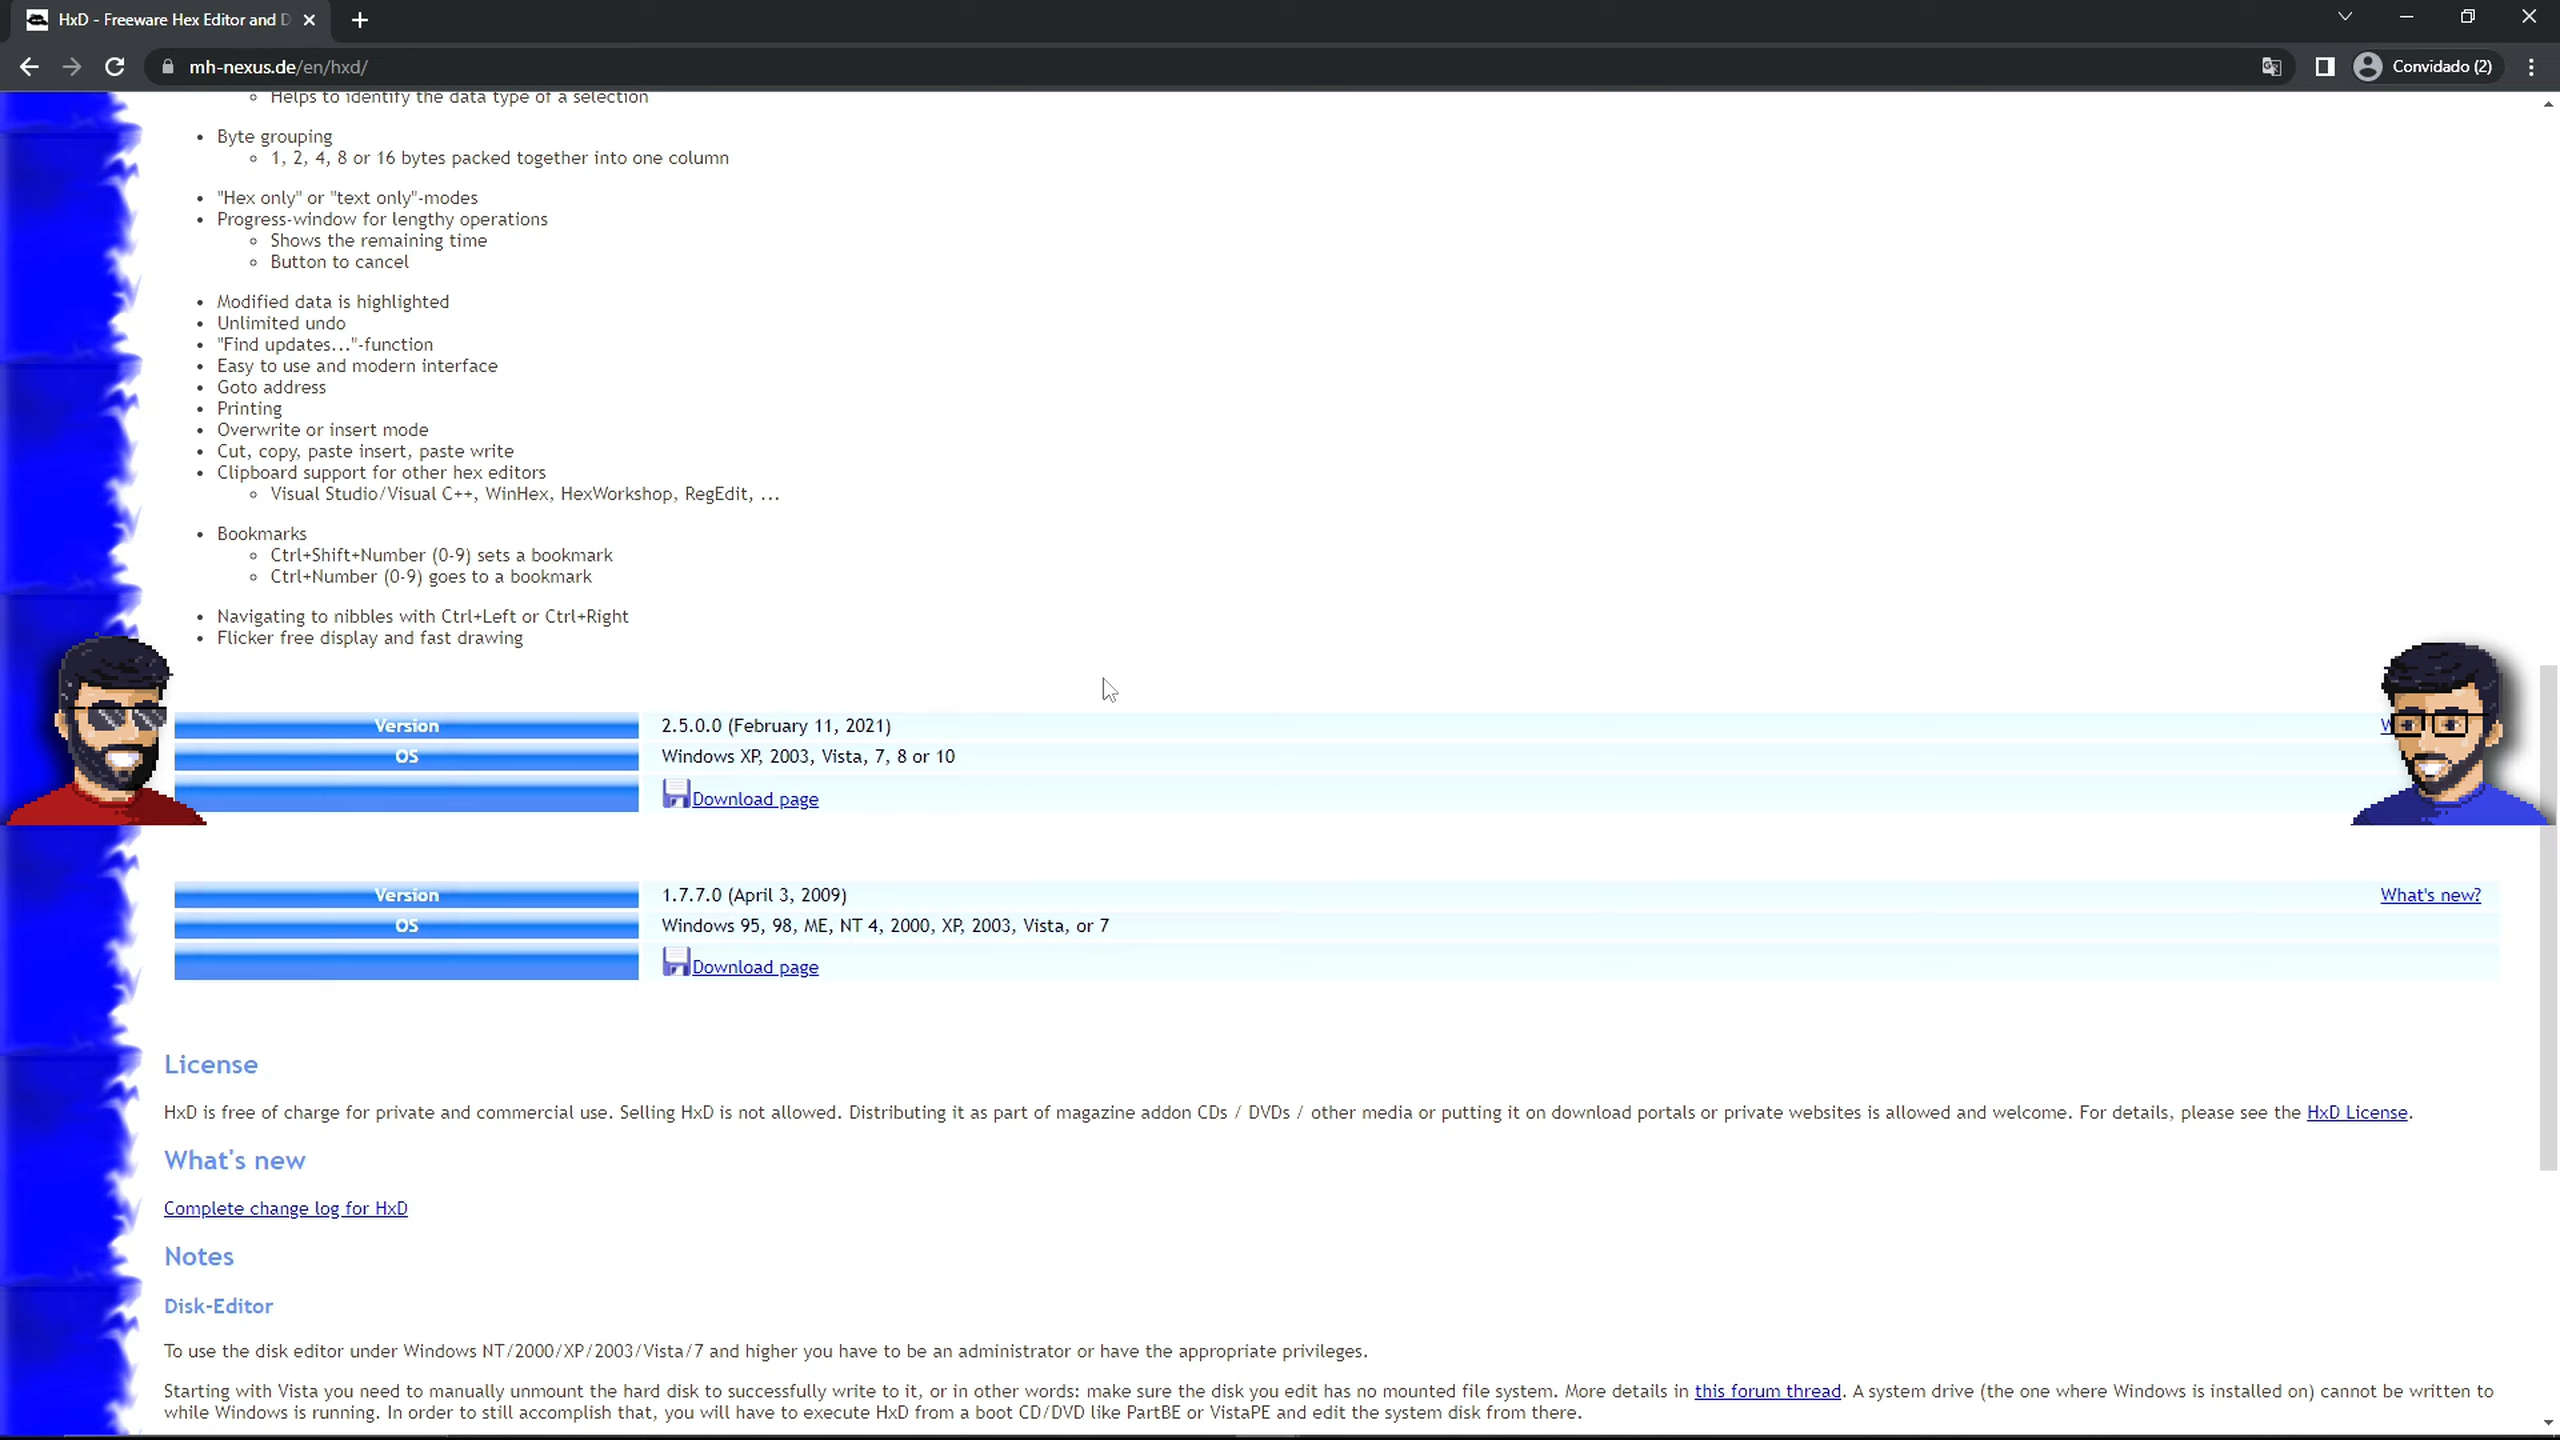 HxD - Freeware Hex Editor and D
mh-nexus.de/en/hxd/
Convidado (2)
Helps to identify the data type of a selection
Byte grouping
1, 2, 4, 8 or 16 bytes packed together into one column
"Hex only" or "text only"-modes
Progress-window for lengthy operations
Shows the remaining time
Button to cancel
Modified data is highlighted
Unlimited undo
"Find updates..."-function
Easy to use and modern interface
Goto address
Printing
Overwrite or insert mode
Cut, copy, paste insert, paste write
Clipboard support for other hex editors
Visual Studio/Visual C++, WinHex, HexWorkshop, RegEdit, ...
Bookmarks
Ctrl+Shift+Number (0-9) sets a bookmark
Ctrl+Number (0-9) goes to a bookmark
Navigating to nibbles with Ctrl+Left or Ctrl+Right
Flicker free display and fast drawing
Version 2.5.0.0 (February 11, 2021)
OS Windows XP, 2003, Vista, 7, 8 or 10
Download page
Version 1.7.7.0 (April 3, 2009) What's new?
OS Windows 95, 98, ME, NT 4, 2000, XP, 2003, Vista, or 7
Download page
License
HxD is free of charge for private and commercial use. Selling HxD is not allowed. Distributing it as part of magazine addon CDs / DVDs / other media or putting it on download portals or private websites is allowed and welcome. For details, please see the HxD License.
What's new
Complete change log for HxD
Notes
Disk-Editor
To use the disk editor under Windows NT/2000/XP/2003/Vista/7 and higher you have to be an administrator or have the appropriate privileges.
Starting with Vista you need to manually unmount the hard disk to successfully write to it, or in other words: make sure the disk you edit has no mounted file system. More details in this forum thread. A system drive (the one where Windows is installed on) cannot be written to
while Windows is running. In order to still accomplish that, you will have to execute HxD from a boot CD/DVD like PartBE or VistaPE and edit the system disk from there.